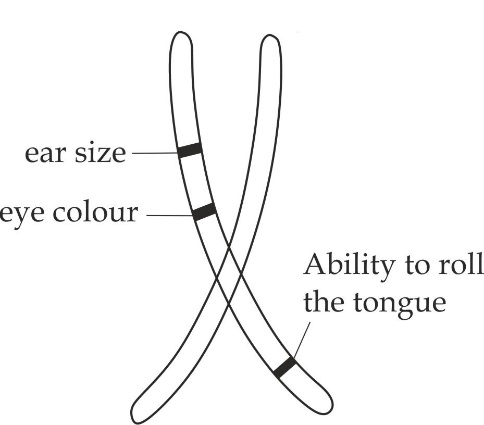 ear size
eye colour
Ability to roll
the tongue